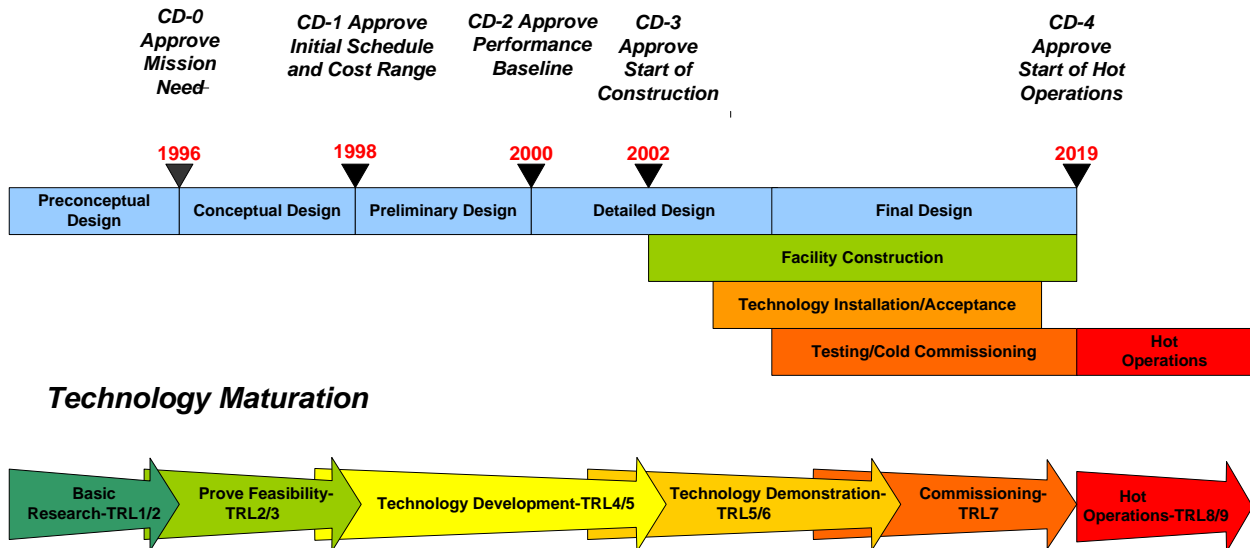 CD-0
Approve
Mission
Need
CD-1 Approve
Initial Schedule
and Cost Range
CD-2 Approve
Performance
Baseline
CD-3
Approve
Start of
Construction
CD-4
Approve
Start of Hot
Operations
1996
1998
2000
2002
2019
Preconceptual
Design
Conceptual Design
Preliminary Design
Detailed Design
Final Design
Facility Construction
Technology Installation/Acceptance
Testing/Cold Commissioning
Hot
Operations
Technology Maturation
Basic
Research-TRL1/2
Prove Feasibility-
TRL2/3
Technology Development-TRL4/5
Technology Demonstration-
TRL5/6
Commissioning-
TRL7
Hot
Operations-TRL8/9